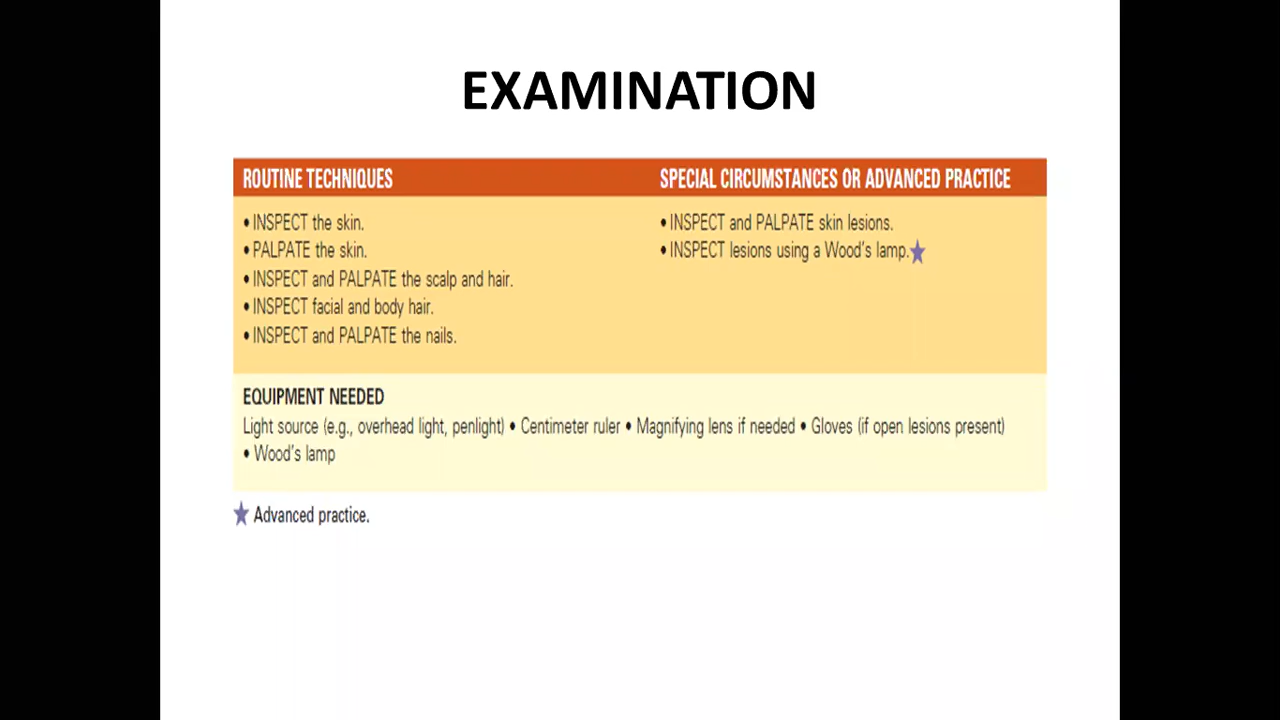 EXAMINATION
ROUTINE TECHNIQUES
• INSPECT the skin.
• PALPATE the skin.
• INSPECT and PALPATE the scalp and hair.
• INSPECT facial and body hair.
• INSPECT and PALPATE the nails.
SPECIAL CIRCUMSTANCES OR ADVANCED PRACTICE
• INSPECT and PALPATE skin lesions.
• INSPECT lesions using a Wood's lamp.★
EQUIPMENT NEEDED
Light source (e.g., overhead light, penlight) • Centimeter ruler • Magnifying lens if needed • Gloves (if open lesions present)
• Wood's lamp
★ Advanced practice.